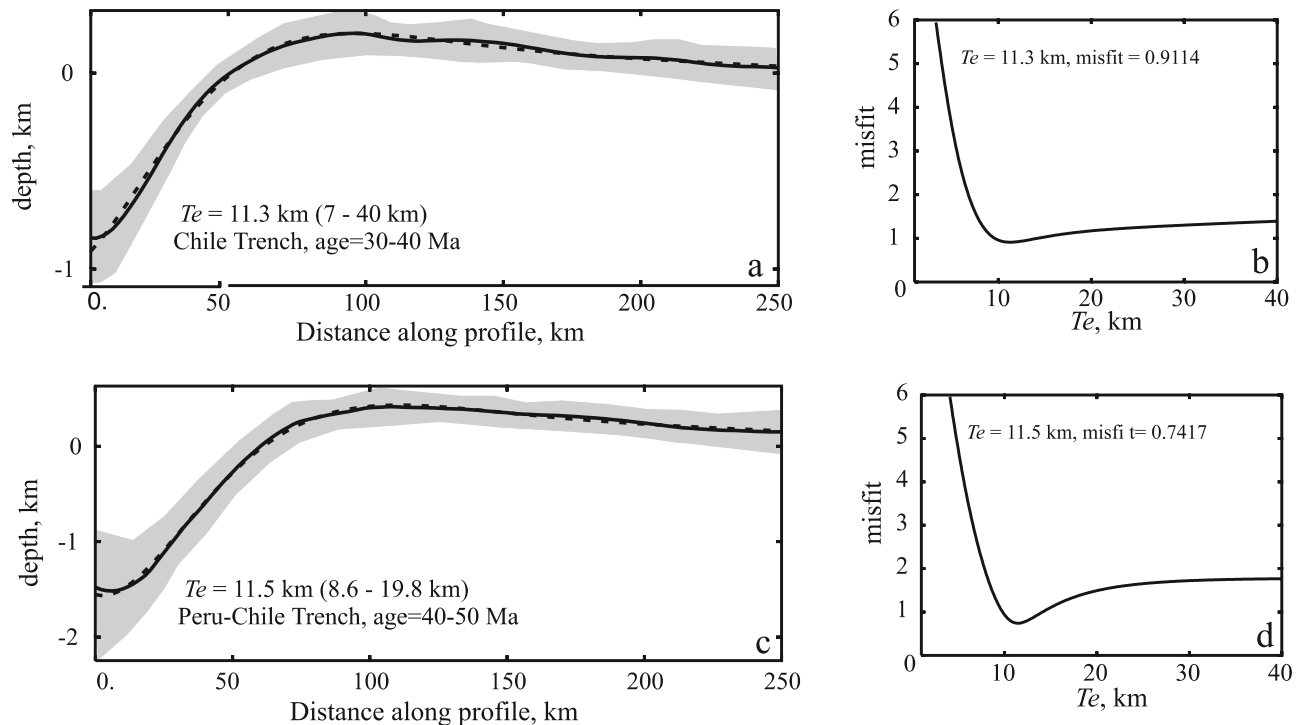 0
-1
depth, km
Te = 11.3 km (7 - 40 km)
Chile Trench, age=30-40 Ma
a
0. 50 100 150 200 250
Distance along profile, km
6
5
4
3
2
1
0
misfit
Te = 11.3 km, misfit = 0.9114
b
10 20 30 40
Te, km
0
-1
-2
depth, km
Te = 11.5 km (8.6 - 19.8 km)
Peru-Chile Trench, age=40-50 Ma
c
0. 50 100 150 200 250
Distance along profile, km
6
5
4
3
2
1
0
misfit
Te = 11.5 km, misfi t= 0.7417
d
10 20 30 40
Te, km